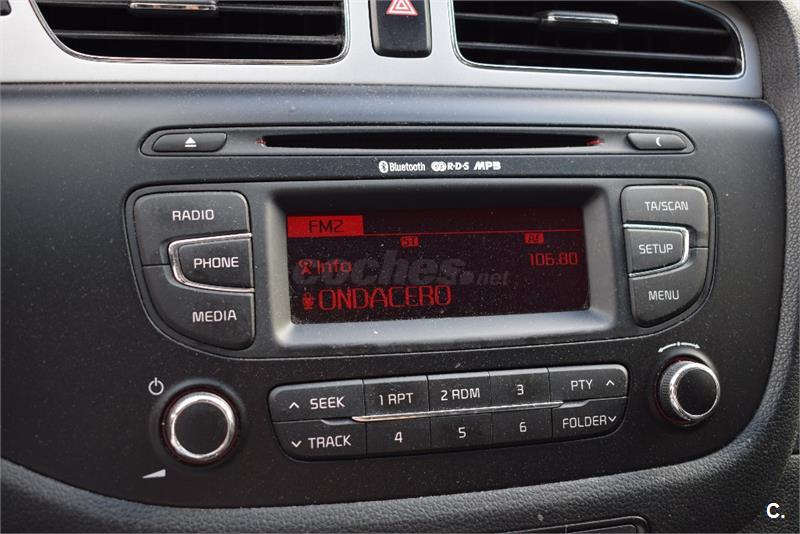 Bluetooth R·D·S MP3
RADIO
TA/SCAN
FM2
ST
AF
PHONE
SETUP
Info
106.80
coches.net
MEDIA
ONDACERO
MENU
SEEK
1 RPT
2 RDM
3
PTY
TRACK
4
5
6
FOLDER
C.